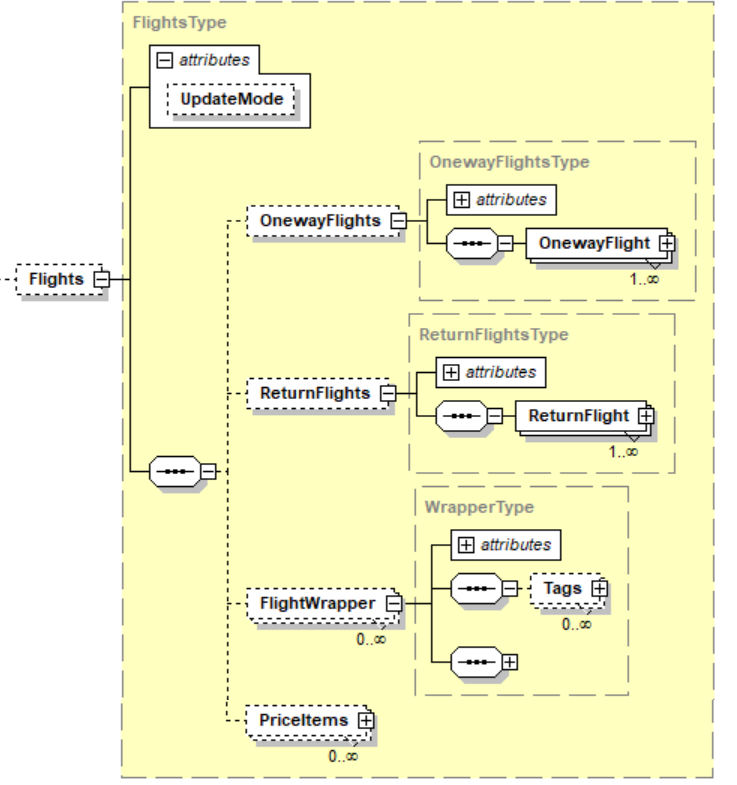 FlightsType
attributes
UpdateMode
OnewayFlightsType
attributes
OnewayFlights
OnewayFlight
1..∞
Flights
ReturnFlightsType
attributes
ReturnFlights
ReturnFlight
1..∞
WrapperType
attributes
Tags
0..∞
FlightWrapper
0..∞
PriceItems
0..∞